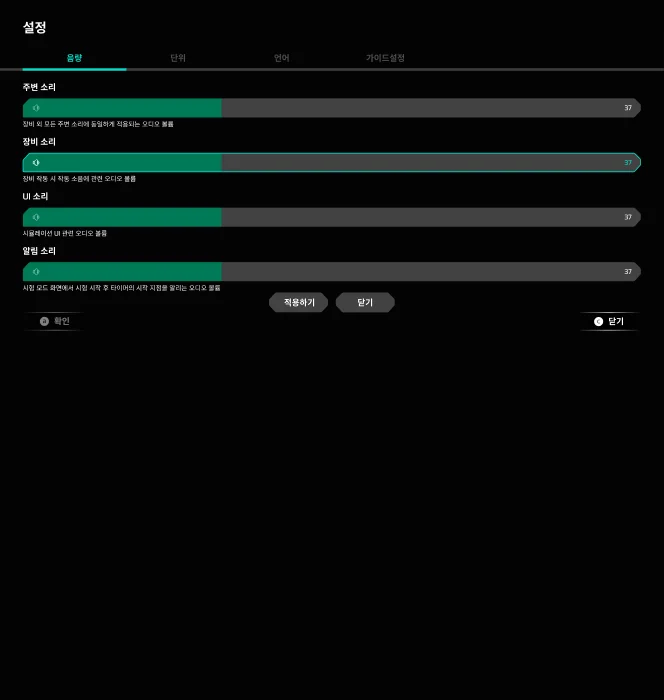 설정
음량 단위 언어 가이드설정
주변 소리
37
장비 외 모든 주변 소리에 동일하게 적용되는 오디오 볼륨
장비 소리
37
장비 작동 시 작동 소음에 관련 오디오 볼륨
UI 소리
37
시뮬레이션 UI 관련 오디오 볼륨
알림 소리
37
시험 모드 화면에서 시험 시작 후 타이머의 시작 지점을 알리는 오디오 볼륨
적용하기 닫기
확인 닫기